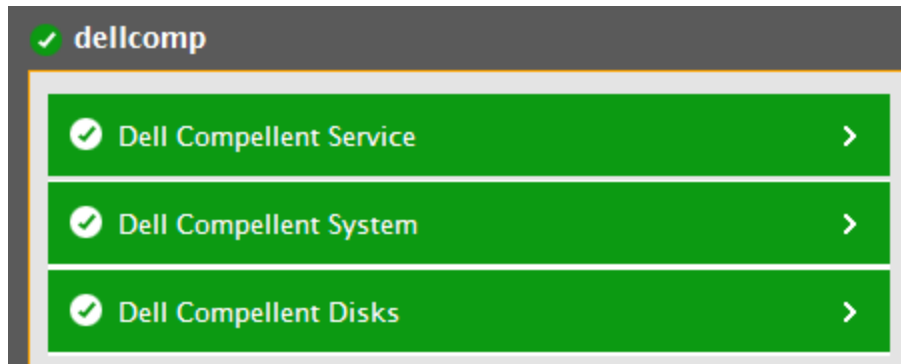 dellcomp
Dell Compellent Service
Dell Compellent System
Dell Compellent Disks